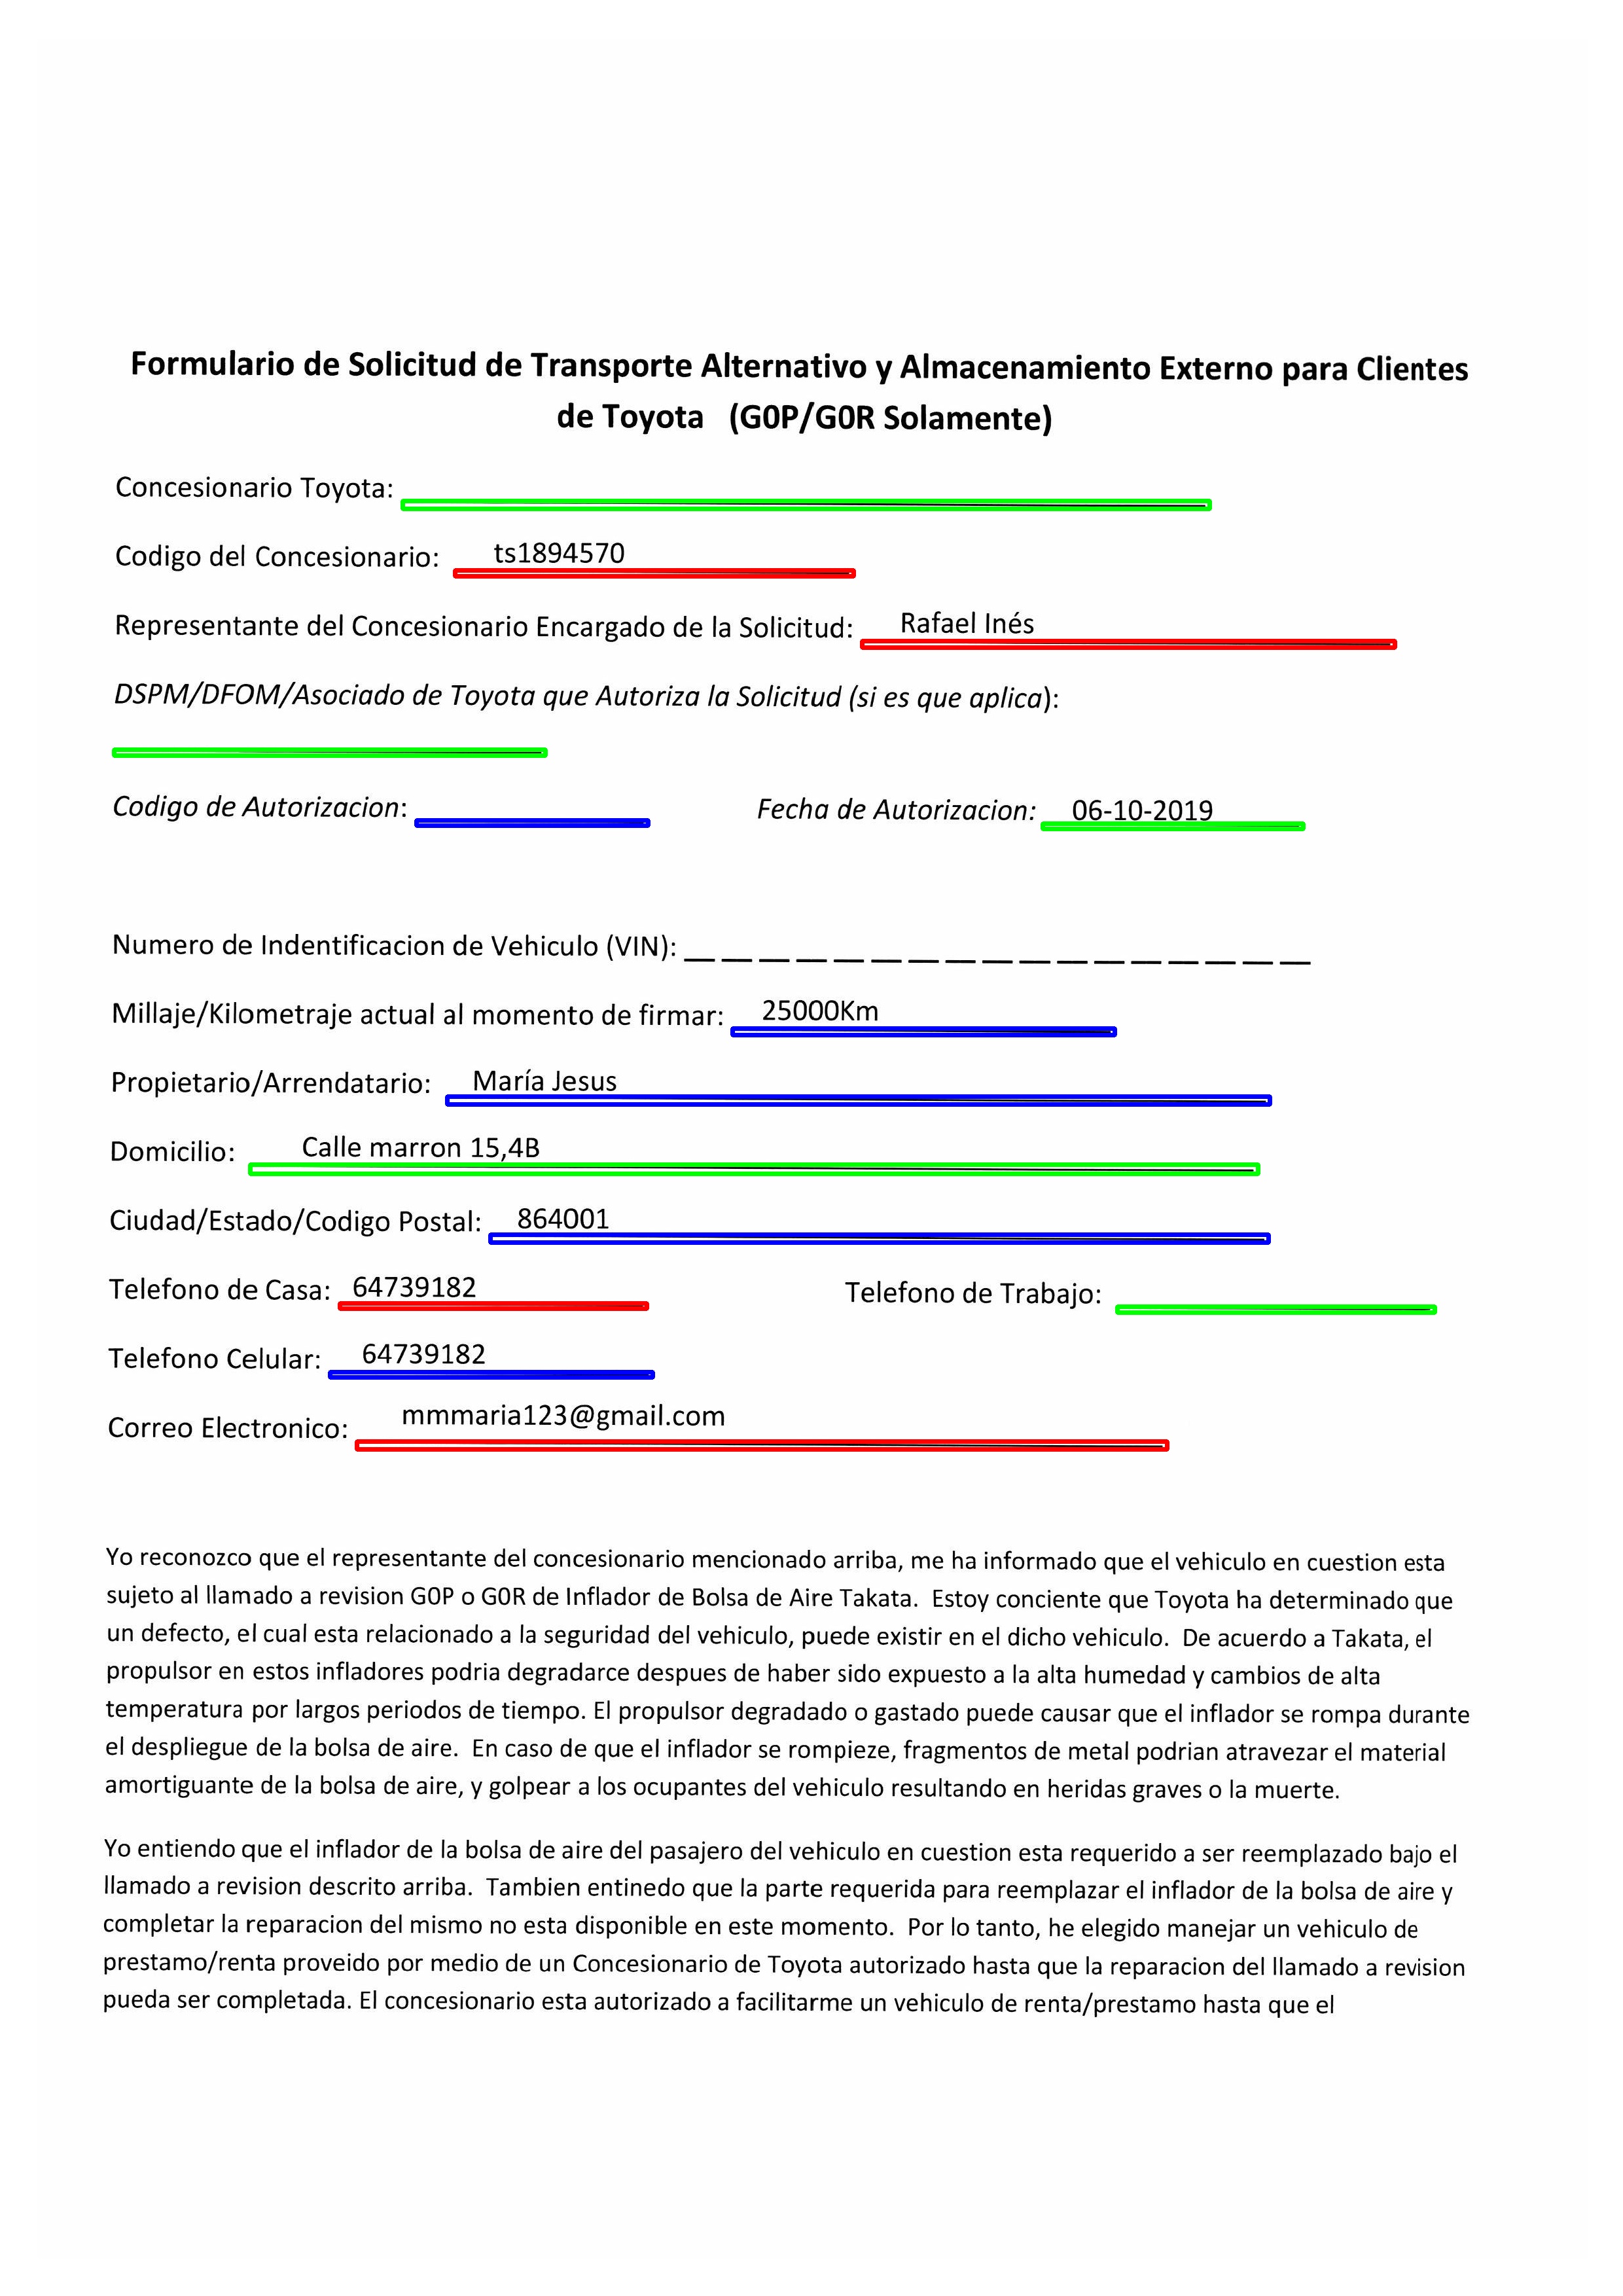 Formulario de Solicitud de Transporte Alternativo y Almacenamiento Externo para Clientes
de Toyota (G0P/G0R Solamente)
Concesionario Toyota:
Codigo del Concesionario: ts1894570
Representante del Concesionario Encargado de la Solicitud: Rafael Inés
DSPM/DFOM/Asociado de Toyota que Autoriza la Solicitud (si es que aplica):
Codigo de Autorizacion: Fecha de Autorizacion: 06-10-2019
Numero de Indentificacion de Vehiculo (VIN):
Millaje/Kilometraje actual al momento de firmar: 25000Km
Propietario/Arrendatario: María Jesus
Domicilio: Calle marron 15,4B
Ciudad/Estado/Codigo Postal: 864001
Telefono de Casa: 64739182 Telefono de Trabajo:
Telefono Celular: 64739182
Correo Electronico: mmmaria123@gmail.com
Yo reconozco que el representante del concesionario mencionado arriba, me ha informado que el vehiculo en cuestion esta
sujeto al llamado a revision G0P o G0R de Inflador de Bolsa de Aire Takata. Estoy conciente que Toyota ha determinado que
un defecto, el cual esta relacionado a la seguridad del vehiculo, puede existir en el dicho vehiculo. De acuerdo a Takata, el
propulsor en estos infladores podria degradarce despues de haber sido expuesto a la alta humedad y cambios de alta
temperatura por largos periodos de tiempo. El propulsor degradado o gastado puede causar que el inflador se rompa durante
el despliegue de la bolsa de aire. En caso de que el inflador se rompieze, fragmentos de metal podrian atravezar el material
amortiguante de la bolsa de aire, y golpear a los ocupantes del vehiculo resultando en heridas graves o la muerte.
Yo entiendo que el inflador de la bolsa de aire del pasajero del vehiculo en cuestion esta requerido a ser reemplazado bajo el
llamado a revision descrito arriba. Tambien entinedo que la parte requerida para reemplazar el inflador de la bolsa de aire y
completar la reparacion del mismo no esta disponible en este momento. Por lo tanto, he elegido manejar un vehiculo de
prestamo/renta proveido por medio de un Concesionario de Toyota autorizado hasta que la reparacion del llamado a revision
pueda ser completada. El concesionario esta autorizado a facilitarme un vehiculo de renta/prestamo hasta que el